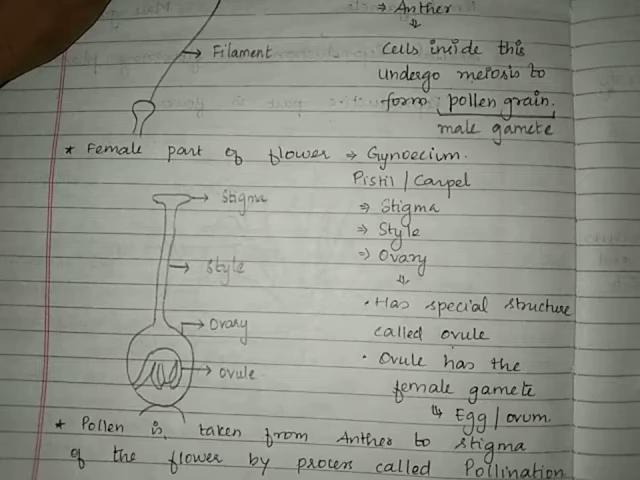 ⇒ Anther
→ Filament
Cells inside this
undergo meiosis to
form pollen grain.
male gamete
* Female part of flower ⇒ Gynoecium.
Pistil / Carpel
→ Stigma
⇒ Stigma
⇒ Style
⇒ Ovary
→ Style
• Has special structure
→ Ovary
called ovule
• Ovule has the
→ Ovule
female gamete
Egg / ovum.
* Pollen is taken from Anther to stigma
of the flower by process called Pollination